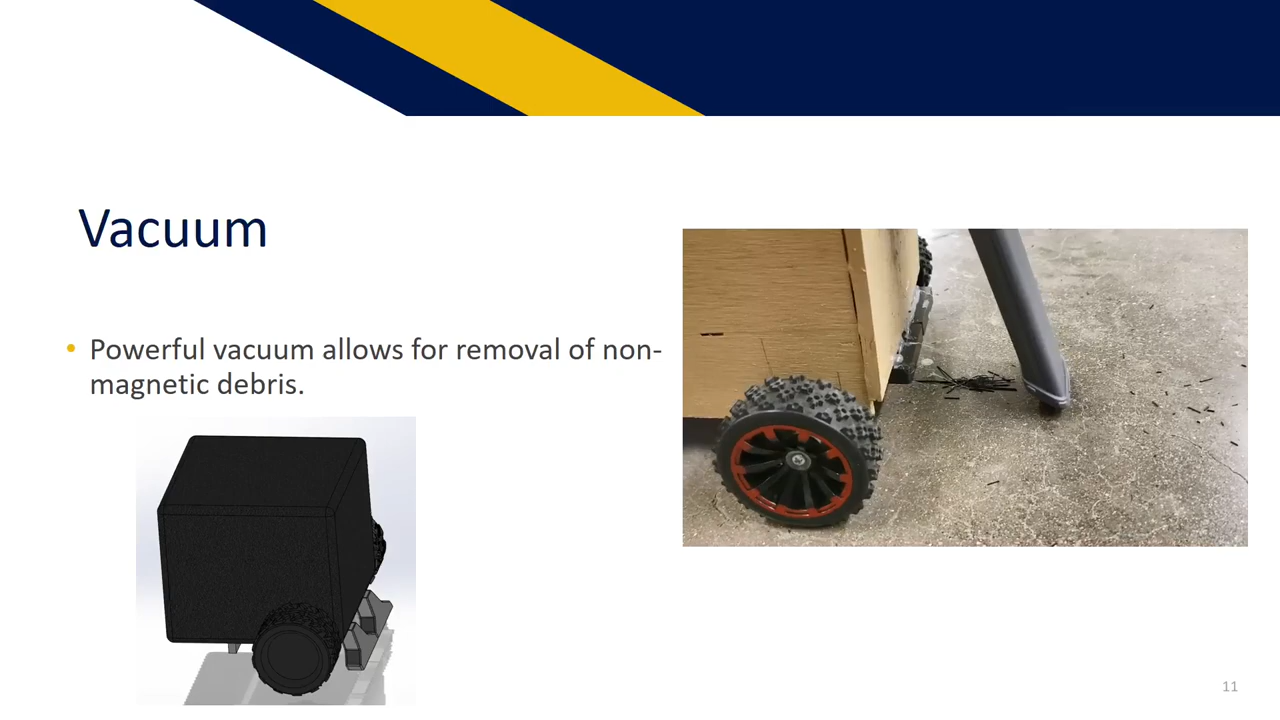 Vacuum
• Powerful vacuum allows for removal of non-
magnetic debris.
11